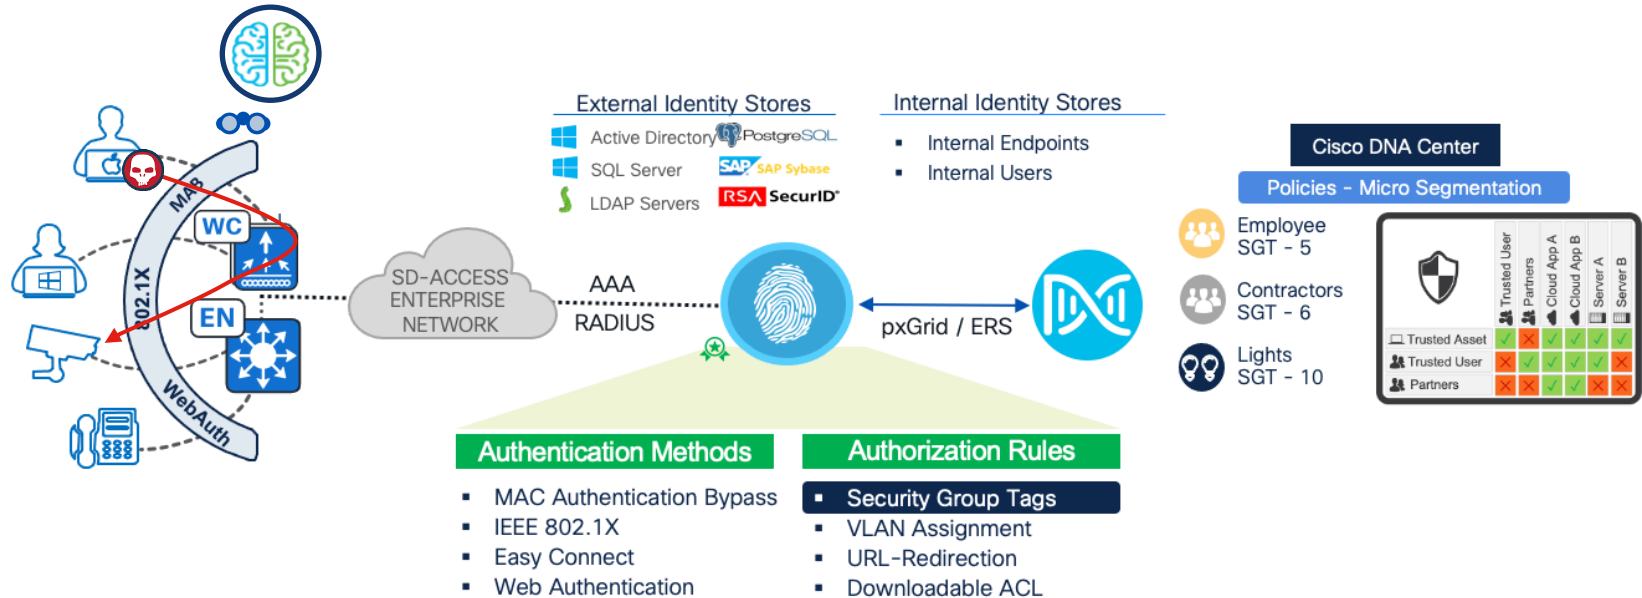 MAB
802.1X
WebAuth
WC
EN
SD-ACCESS
ENTERPRISE
NETWORK
AAA
RADIUS
External Identity Stores
Active Directory
PostgreSQL
SQL Server
SAP
SAP Sybase
LDAP Servers
RSA SecurID®
Internal Identity Stores
▪ Internal Endpoints
▪ Internal Users
pxGrid / ERS
Authentication Methods
▪ MAC Authentication Bypass
▪ IEEE 802.1X
▪ Easy Connect
▪ Web Authentication
Authorization Rules
▪ Security Group Tags
▪ VLAN Assignment
▪ URL-Redirection
▪ Downloadable ACL
Cisco DNA Center
Policies - Micro Segmentation
Employee
SGT - 5
Contractors
SGT - 6
Lights
SGT - 10
Trusted User
Partners
Cloud App A
Cloud App B
Server A
Server B
Trusted Asset
Trusted User
Partners